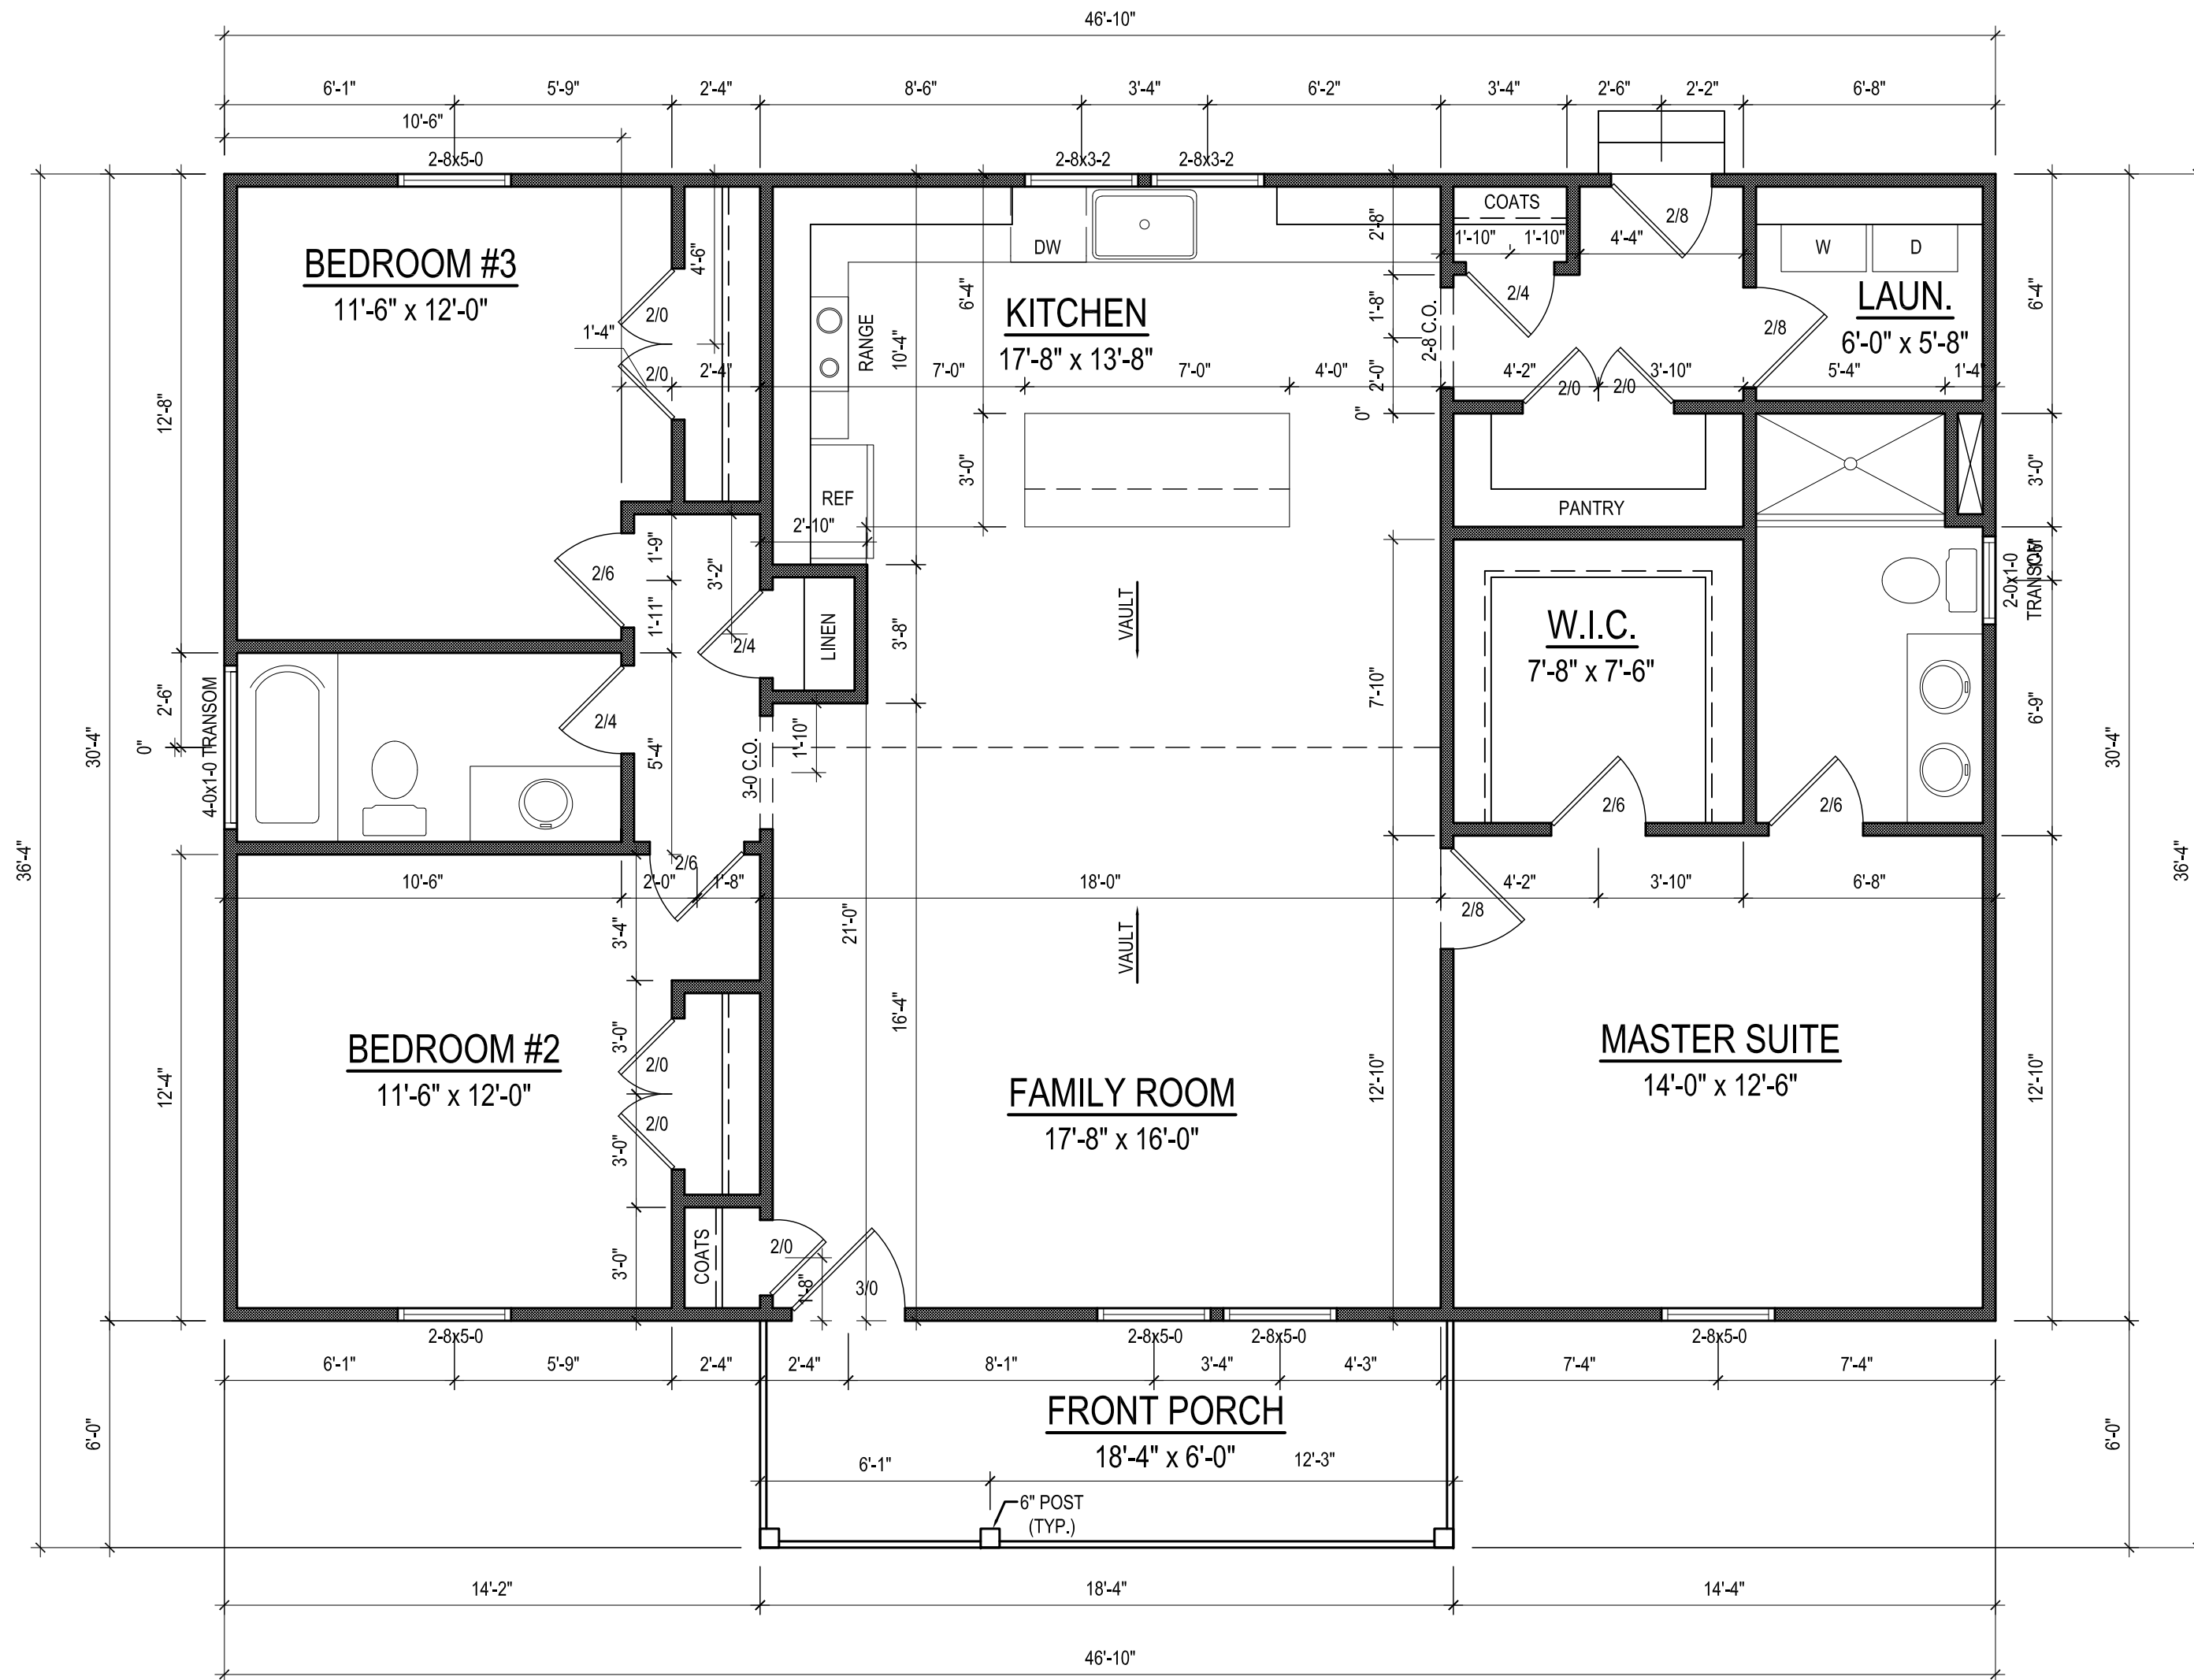 46'-10"
6'-1"
5'-9"
2'-4"
8'-6"
3'-4"
6'-2"
3'-4"
2'-6"
2'-2"
6'-8"
10'-6"
2-8x5-0
2-8x3-2
2-8x3-2
COATS
2/8
2'-8"
1'-10"
1'-10"
4'-4"
DW
W
D
BEDROOM #3
11'-6" x 12'-0"
4'-6"
6'-4"
KITCHEN
17'-8" x 13'-8"
2/4
LAUN.
6'-0" x 5'-8"
6'-4"
1'-4"
2/0
2/0
2'-4"
RANGE
10'-4"
7'-0"
7'-0"
4'-0"
1'-8"
2-8 C.O.
2'-0"
0"
2/8
4'-2"
2/0
2/0
3'-10"
5'-4"
1'-4"
12'-8"
3'-0"
REF
2'-10"
PANTRY
3'-0"
1'-9"
2/6
3'-2"
1'-11"
2/4
LINEN
3'-8"
VAULT
W.I.C.
7'-8" x 7'-6"
7'-10"
2-0x1-0
TRANSOM
6'-9"
36'-4"
30'-4"
2'-6"
0"
4-0x1-0 TRANSOM
2/4
5'-4"
3-0 C.O.
1'-10"
2/6
2/6
30'-4"
36'-4"
10'-6"
2/6
2'-0"
1'-8"
18'-0"
4'-2"
3'-10"
6'-8"
2/8
3'-4"
21'-0"
VAULT
16'-4"
12'-4"
BEDROOM #2
11'-6" x 12'-0"
3'-0"
2/0
2/0
3'-0"
FAMILY ROOM
17'-8" x 16'-0"
12'-10"
MASTER SUITE
14'-0" x 12'-6"
12'-10"
3'-0"
COATS
2/0
1'-8"
3/0
2-8x5-0
2-8x5-0
2-8x5-0
2-8x5-0
6'-1"
5'-9"
2'-4"
2'-4"
8'-1"
3'-4"
4'-3"
7'-4"
7'-4"
6'-0"
FRONT PORCH
18'-4" x 6'-0"
6'-1"
12'-3"
6'-0"
6" POST
(TYP.)
14'-2"
18'-4"
14'-4"
46'-10"